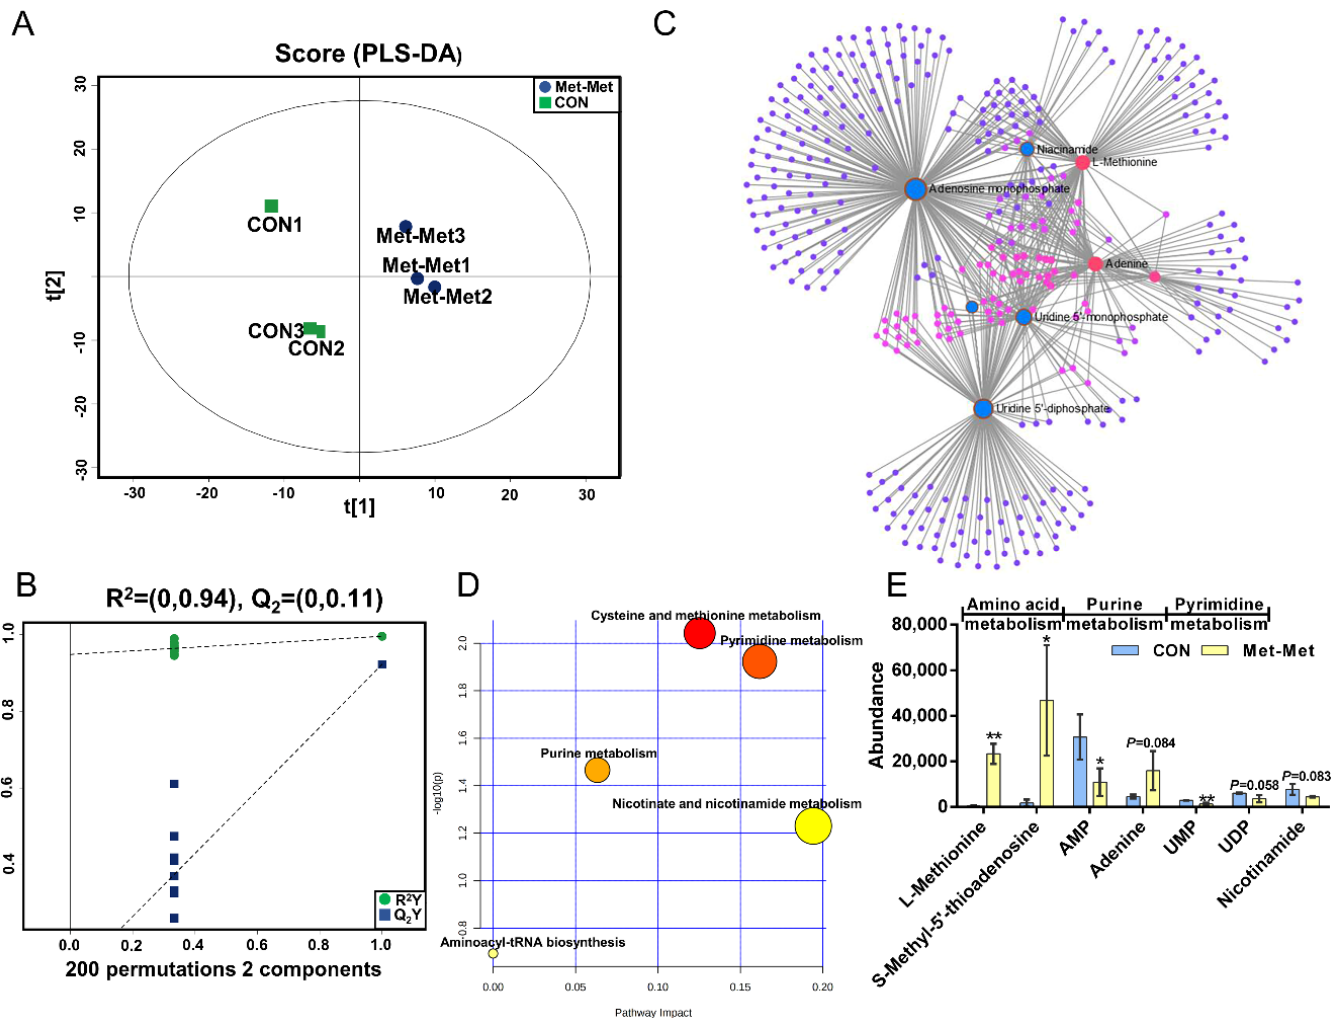 A
Score (PLS-DA)
Met-Met
CON
30
20
10
-10
-20
-30
t[2]
CON1
Met-Met3
Met-Met1
Met-Met2
CON3
CON2
-30
-20
-10
10
20
30
t[1]
C
Niacinamide
L-Methionine
Adenosine monophosphate
Adenine
Uridine 5'-monophosphate
Uridine 5'-diphosphate
B
R²=(0,0.94), Q₂=(0,0.11)
1.0
0.8
0.6
0.4
R²Y
Q₂Y
0.0
0.2
0.4
0.6
0.8
1.0
200 permutations 2 components
D
Cysteine and methionine metabolism
Pyrimidine metabolism
Purine metabolism
Nicotinate and nicotinamide metabolism
Aminoacyl-tRNA biosynthesis
2.0
1.8
1.6
1.4
1.2
1.0
0.8
-log10(p)
0.00
0.05
0.10
0.15
0.20
Pathway Impact
E
Amino acid
metabolism
Purine
metabolism
Pyrimidine
metabolism
CON
Met-Met
80,000
60,000
40,000
20,000
0
Abundance
**
*
*
P=0.084
**
P=0.058
P=0.083
L-Methionine
S-Methyl-5'-thioadenosine
AMP
Adenine
UMP
UDP
Nicotinamide